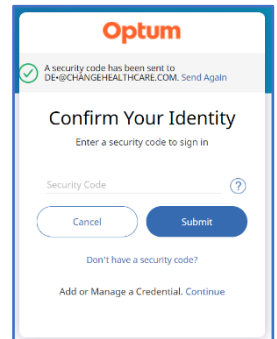 Optum
A security code has been sent to
DE•@CHANGEHEALTHCARE.COM. Send Again
Confirm Your Identity
Enter a security code to sign in
Security Code
?
Cancel
Submit
Don't have a security code?
Add or Manage a Credential. Continue